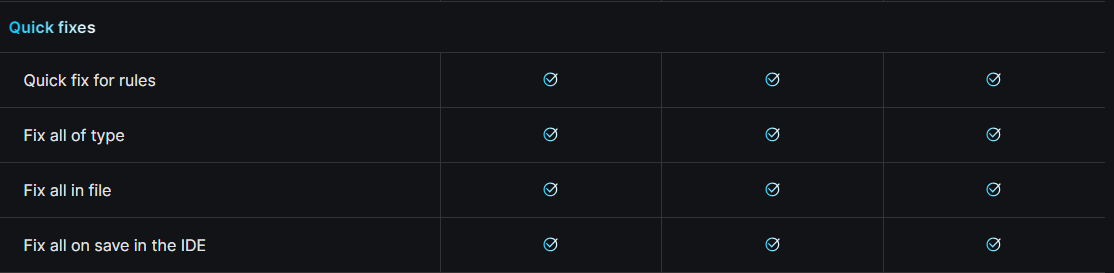 Quick fixes
Quick fix for rules
Fix all of type
Fix all in file
Fix all on save in the IDE